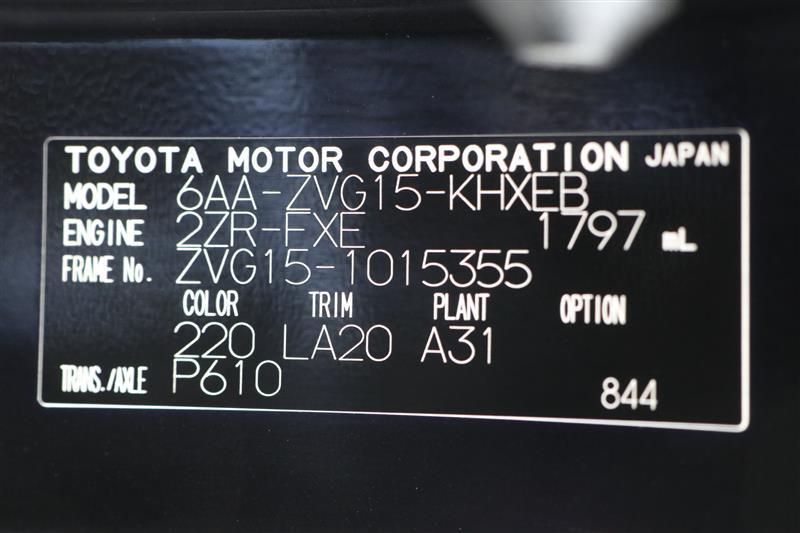 TOYOTA MOTOR CORPORATION JAPAN
MODEL 6AA-ZVG15-KHXEB
ENGINE 2ZR-FXE 1797 mL
FRAME No. ZVG15-1015355
COLOR TRIM PLANT OPTION
220 LA20 A31
TRANS./AXLE P610 844